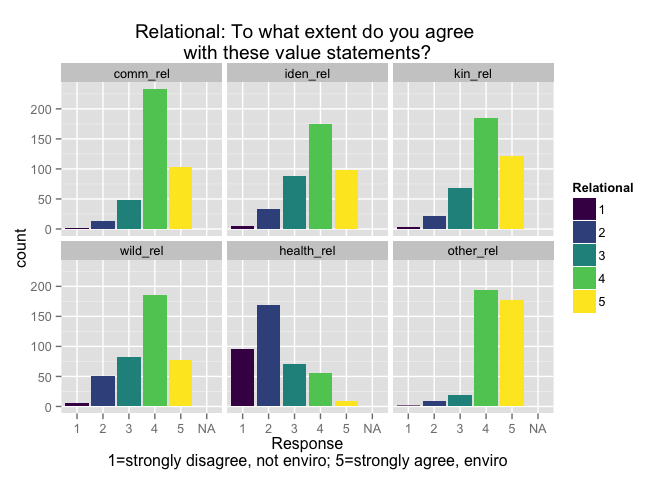 Relational: To what extent do you agree
with these value statements?
comm_rel iden_rel kin_rel
200
150
100
50
0
wild_rel health_rel other_rel
200
150
100
50
0
count
1 2 3 4 5 NA 1 2 3 4 5 NA 1 2 3 4 5 NA
Response
1=strongly disagree, not enviro; 5=strongly agree, enviro
Relational
1
2
3
4
5